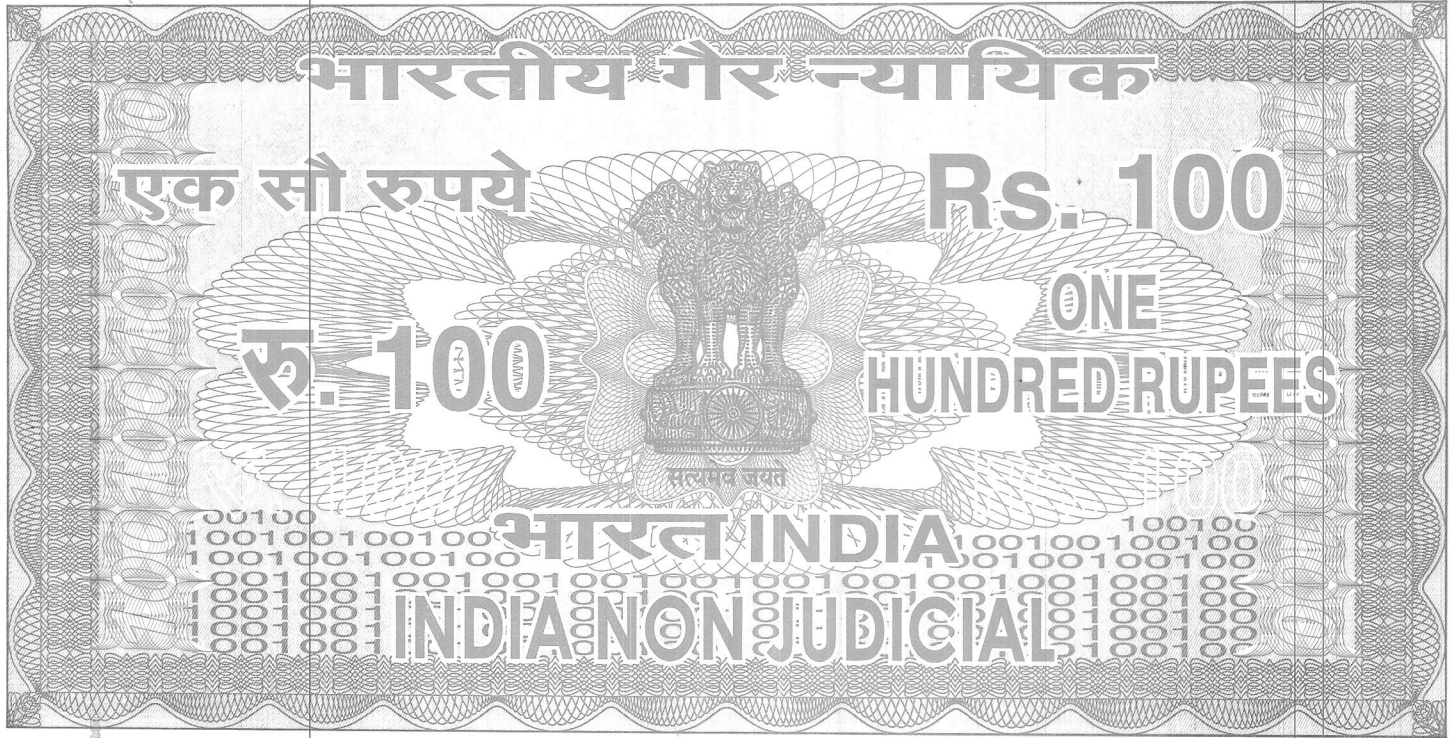 भारतीय गैर न्यायिक
एक सौ रुपये
Rs. 100
रु. 100
ONE
HUNDRED RUPEES
सत्यमेव जयते
भारत INDIA
INDIA NON JUDICIAL